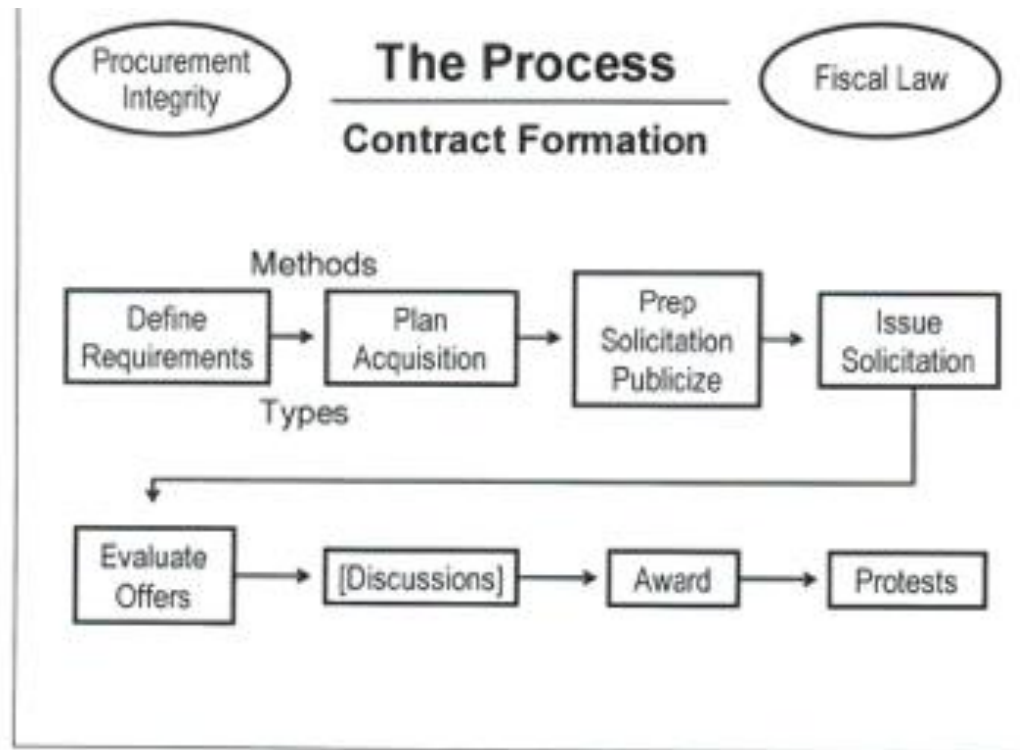 Procurement
Integrity
The Process
Contract Formation
Fiscal Law
Methods
Define
Requirements
Plan
Acquisition
Prep
Solicitation
Publicize
Issue
Solicitation
Types
Evaluate
Offers
[Discussions]
Award
Protests